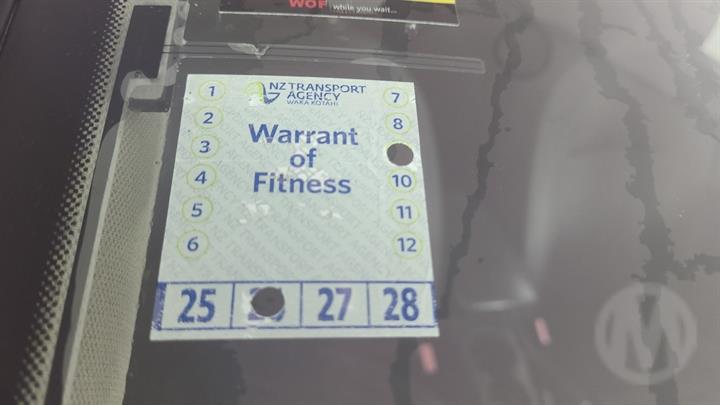 WOF while you wait...
NZ TRANSPORT
AGENCY
WAKA KOTAHI
1
2
3
4
5
6
Warrant
of
Fitness
7
8
10
11
12
25 27 28
M